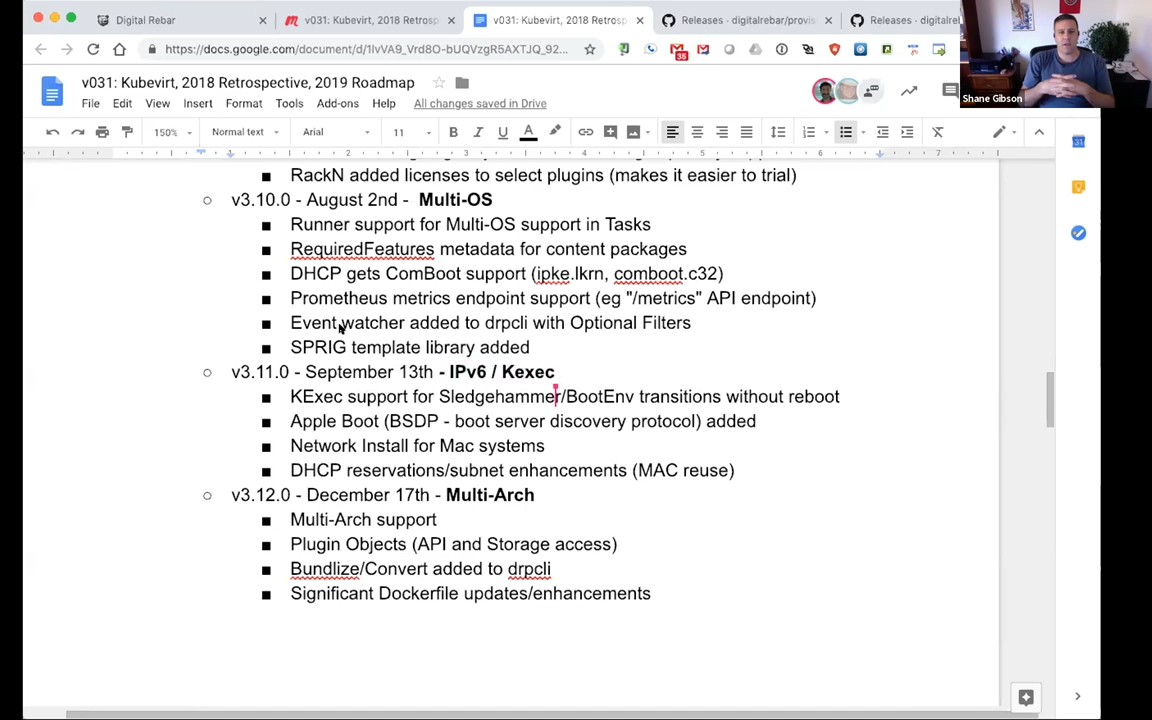 Digital Rebar ×
v031: Kubevirt, 2018 Retrosp ×
v031: Kubevirt, 2018 Retrosp ×
Releases · digitalrebar/provis ×
Releases · digitalrel
https://docs.google.com/document/d/1lvVA9_Vrd8O-bUQVzgR5AXTJQ_92...
35
v031: Kubevirt, 2018 Retrospective, 2019 Roadmap
File Edit View Insert Format Tools Add-ons Help All changes saved in Drive
Shane Gibson
150% Normal text Arial 11 B I U A
1 2 3 4 5 6 7
RackN added licenses to select plugins (makes it easier to trial)
v3.10.0 - August 2nd - Multi-OS
Runner support for Multi-OS support in Tasks
RequiredFeatures metadata for content packages
DHCP gets ComBoot support (ipke.lkrn, comboot.c32)
Prometheus metrics endpoint support (eg "/metrics" API endpoint)
Event watcher added to drpcli with Optional Filters
SPRIG template library added
v3.11.0 - September 13th - IPv6 / Kexec
KExec support for Sledgehammer/BootEnv transitions without reboot
Apple Boot (BSDP - boot server discovery protocol) added
Network Install for Mac systems
DHCP reservations/subnet enhancements (MAC reuse)
v3.12.0 - December 17th - Multi-Arch
Multi-Arch support
Plugin Objects (API and Storage access)
Bundlize/Convert added to drpcli
Significant Dockerfile updates/enhancements